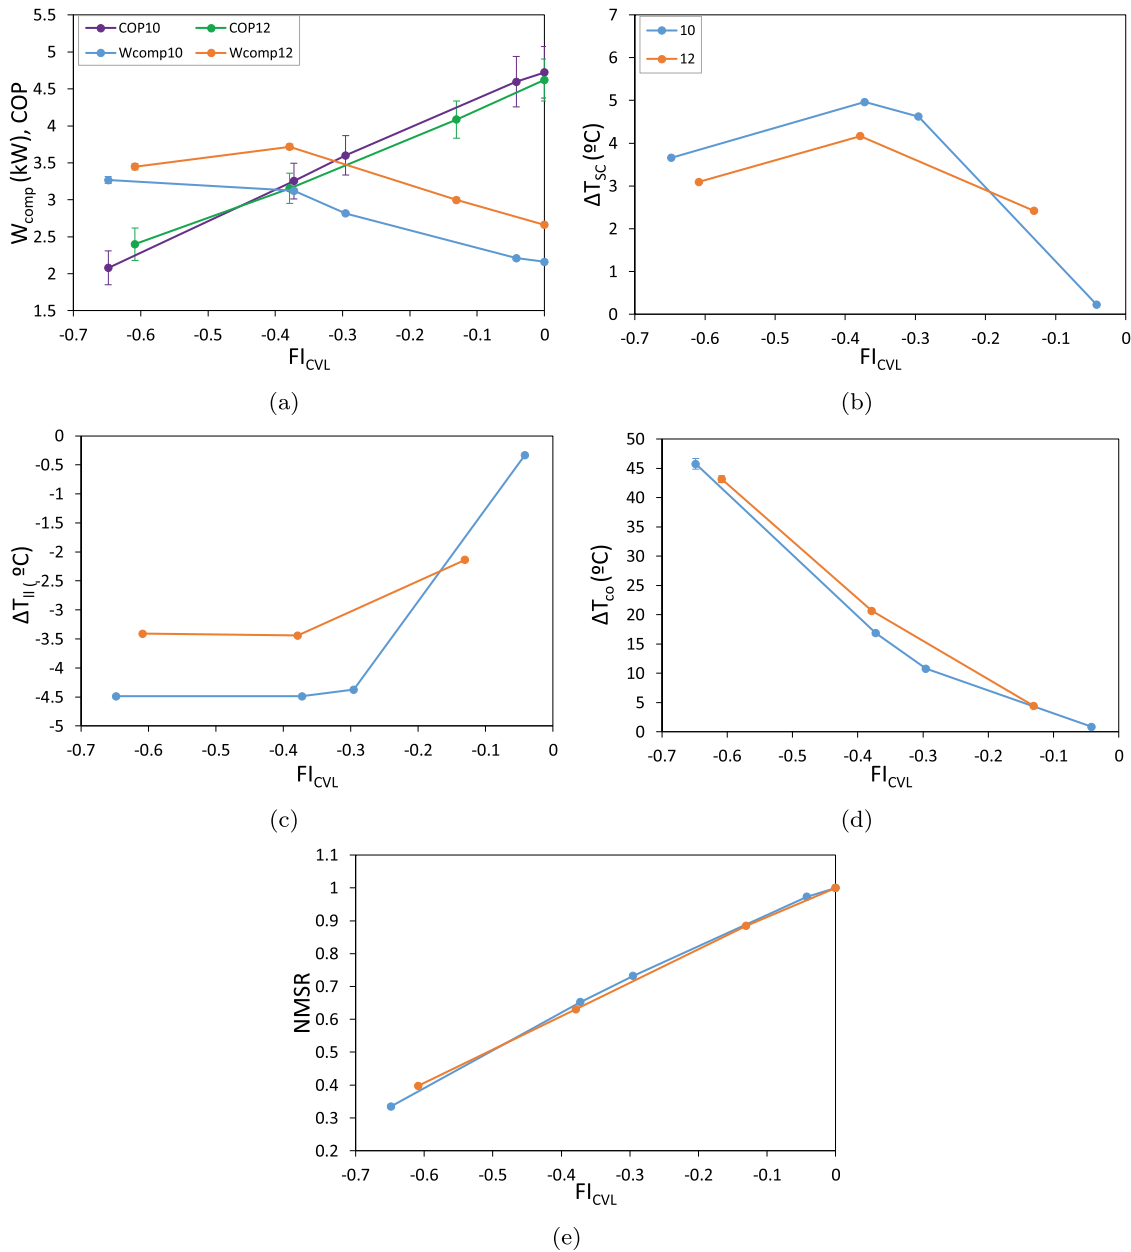 5.5
5
4.5
4
3.5
3
2.5
2
1.5
COP10 COP12
Wcomp10 Wcomp12
W_comp (kW), COP
-0.7 -0.6 -0.5 -0.4 -0.3 -0.2 -0.1 0
FI_CVL
(a)
7
6
5
4
3
2
1
0
10
12
ΔT_SC (ºC)
-0.7 -0.6 -0.5 -0.4 -0.3 -0.2 -0.1 0
FI_CVL
(b)
0
-0.5
-1
-1.5
-2
-2.5
-3
-3.5
-4
-4.5
-5
ΔT_ll ( ºC)
-0.7 -0.6 -0.5 -0.4 -0.3 -0.2 -0.1 0
FI_CVL
(c)
50
45
40
35
30
25
20
15
10
5
0
ΔT_co (ºC)
-0.7 -0.6 -0.5 -0.4 -0.3 -0.2 -0.1 0
FI_CVL
(d)
1.1
1
0.9
0.8
0.7
0.6
0.5
0.4
0.3
0.2
NMSR
-0.7 -0.6 -0.5 -0.4 -0.3 -0.2 -0.1 0
FI_CVL
(e)